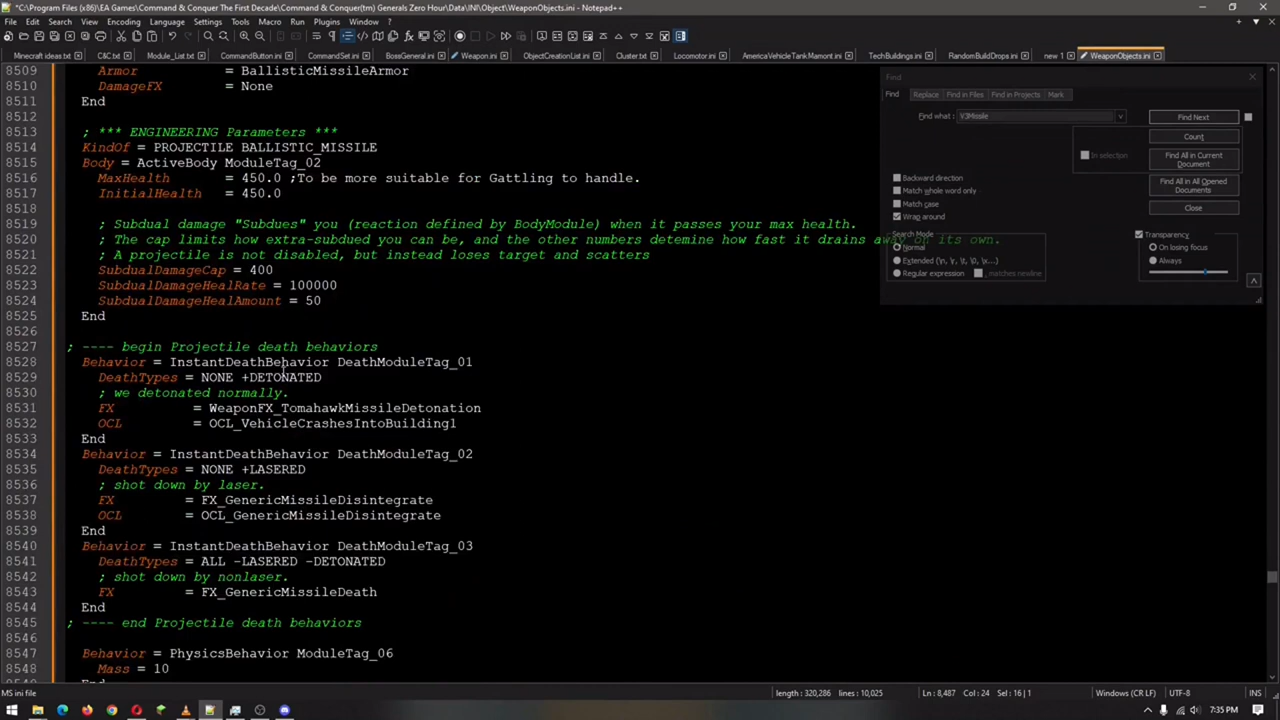 *C:\Program Files (x86)\EA Games\Command & Conquer The First Decade\Command & Conquer(tm) Generals Zero Hour\Data\INI\Object\WeaponObjects.ini - Notepad++
File Edit Search View Encoding Language Settings Tools Macro Run Plugins Window ?
Minecraft ideas.txt C&C.txt Module_List.txt CommandButton.ini CommandSet.ini BossGeneral.ini Weapon.ini ObjectCreationList.ini Cluster.txt Locomotor.ini AmericaVehicleTankMamont.ini TechBuildings.ini RandomBuildDrops.ini new 1 WeaponObjects.ini
8509 Armor = BallisticMissileArmor
8510 DamageFX = None
8511 End
8512
8513 ; *** ENGINEERING Parameters ***
8514 KindOf = PROJECTILE BALLISTIC_MISSILE
8515 Body = ActiveBody ModuleTag_02
8516 MaxHealth = 450.0 ;To be more suitable for Gattling to handle.
8517 InitialHealth = 450.0
8518
8519 ; Subdual damage "Subdues" you (reaction defined by BodyModule) when it passes your max health.
8520 ; The cap limits how extra-subdued you can be, and the other numbers detemine how fast it drains away on its own.
8521 ; A projectile is not disabled, but instead loses target and scatters
8522 SubdualDamageCap = 400
8523 SubdualDamageHealRate = 100000
8524 SubdualDamageHealAmount = 50
8525 End
8526
8527 ; ---- begin Projectile death behaviors
8528 Behavior = InstantDeathBehavior DeathModuleTag_01
8529 DeathTypes = NONE +DETONATED
8530 ; we detonated normally.
8531 FX = WeaponFX_TomahawkMissileDetonation
8532 OCL = OCL_VehicleCrashesIntoBuilding1
8533 End
8534 Behavior = InstantDeathBehavior DeathModuleTag_02
8535 DeathTypes = NONE +LASERED
8536 ; shot down by laser.
8537 FX = FX_GenericMissileDisintegrate
8538 OCL = OCL_GenericMissileDisintegrate
8539 End
8540 Behavior = InstantDeathBehavior DeathModuleTag_03
8541 DeathTypes = ALL -LASERED -DETONATED
8542 ; shot down by nonlaser.
8543 FX = FX_GenericMissileDeath
8544 End
8545 ; ---- end Projectile death behaviors
8546
8547 Behavior = PhysicsBehavior ModuleTag_06
8548 Mass = 10
Find
Find Replace Find in Files Find in Projects Mark
Find what : V3Missile Find Next
Count
In selection
Find All in Current Document
Find All in All Opened Documents
Close
Backward direction
Match whole word only
Match case
Wrap around
Search Mode
Normal
Extended (\n, \r, \t, \0, \x...)
Regular expression . matches newline
Transparency
On losing focus
Always
MS ini file length : 320,286 lines : 10,025 Ln : 8,487 Col : 24 Sel : 16 | 1 Windows (CR LF) UTF-8 INS
7:35 PM